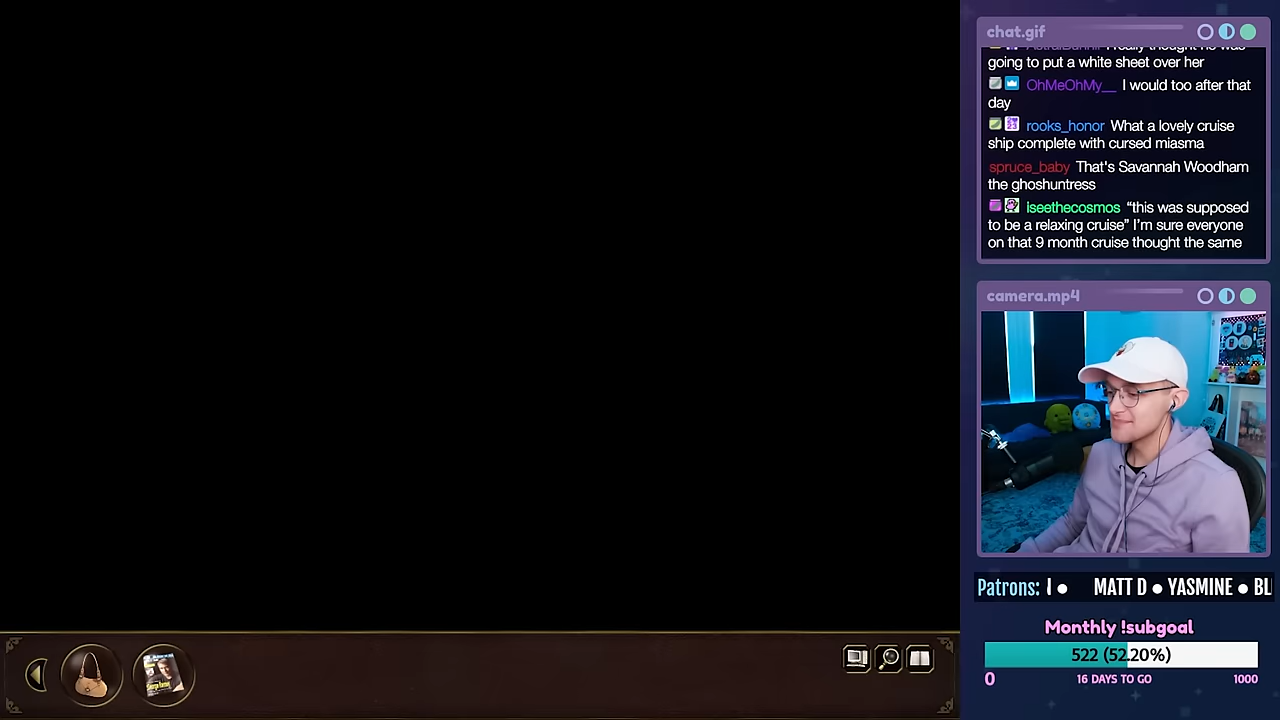 chat.gif
going to put a white sheet over her
OhMeOhMy__ I would too after that
day
rooks_honor What a lovely cruise
ship complete with cursed miasma
spruce_baby That's Savannah Woodham
the ghoshuntress
iseethecosmos “this was supposed
to be a relaxing cruise” I'm sure everyone
on that 9 month cruise thought the same
camera.mp4
Patrons: ● MATT D ● YASMINE ● BL
Monthly !subgoal
522 (52.20%)
0 16 DAYS TO GO 1000